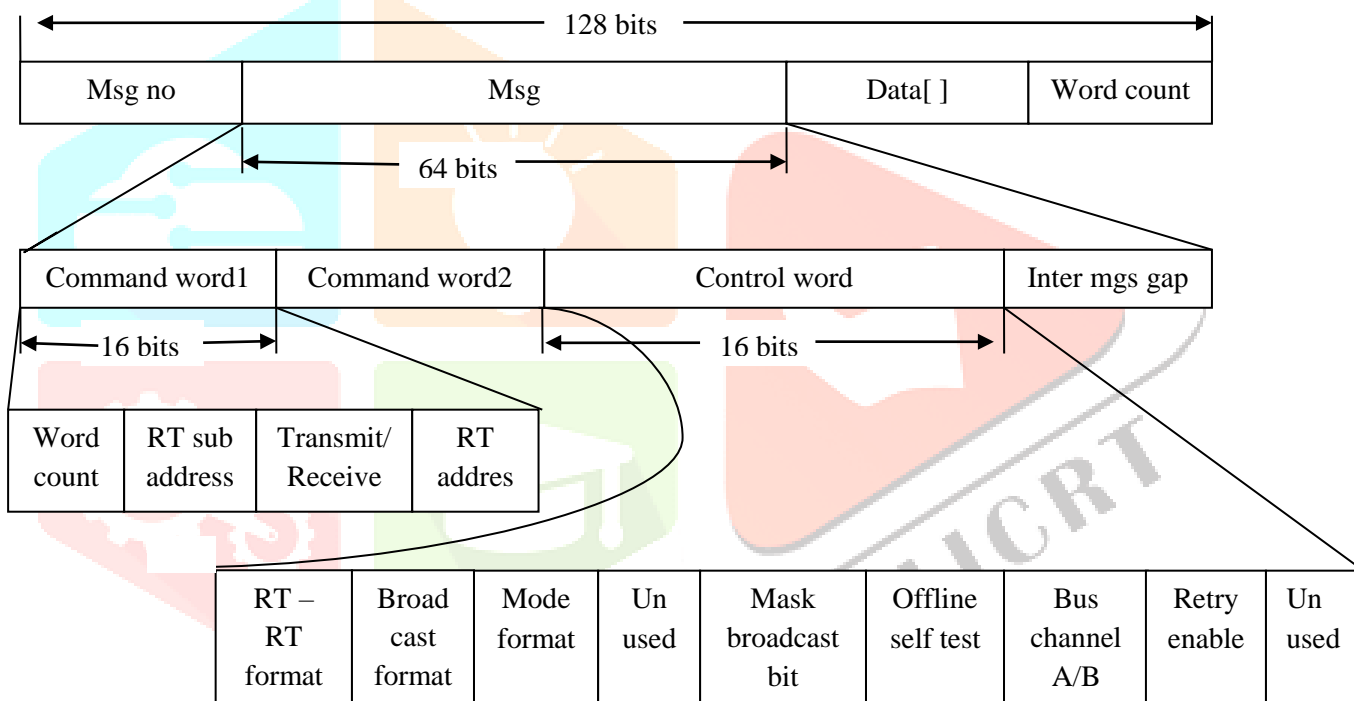 128 bits
Msg no Msg Data[ ] Word count
64 bits
Command word1 Command word2 Control word Inter mgs gap
16 bits 16 bits
Word count
RT sub address
Transmit/ Receive
RT addres
IJCRT
RT – RT format
Broad cast format
Mode format
Un used
Mask broadcast bit
Offline self test
Bus channel A/B
Retry enable
Un used